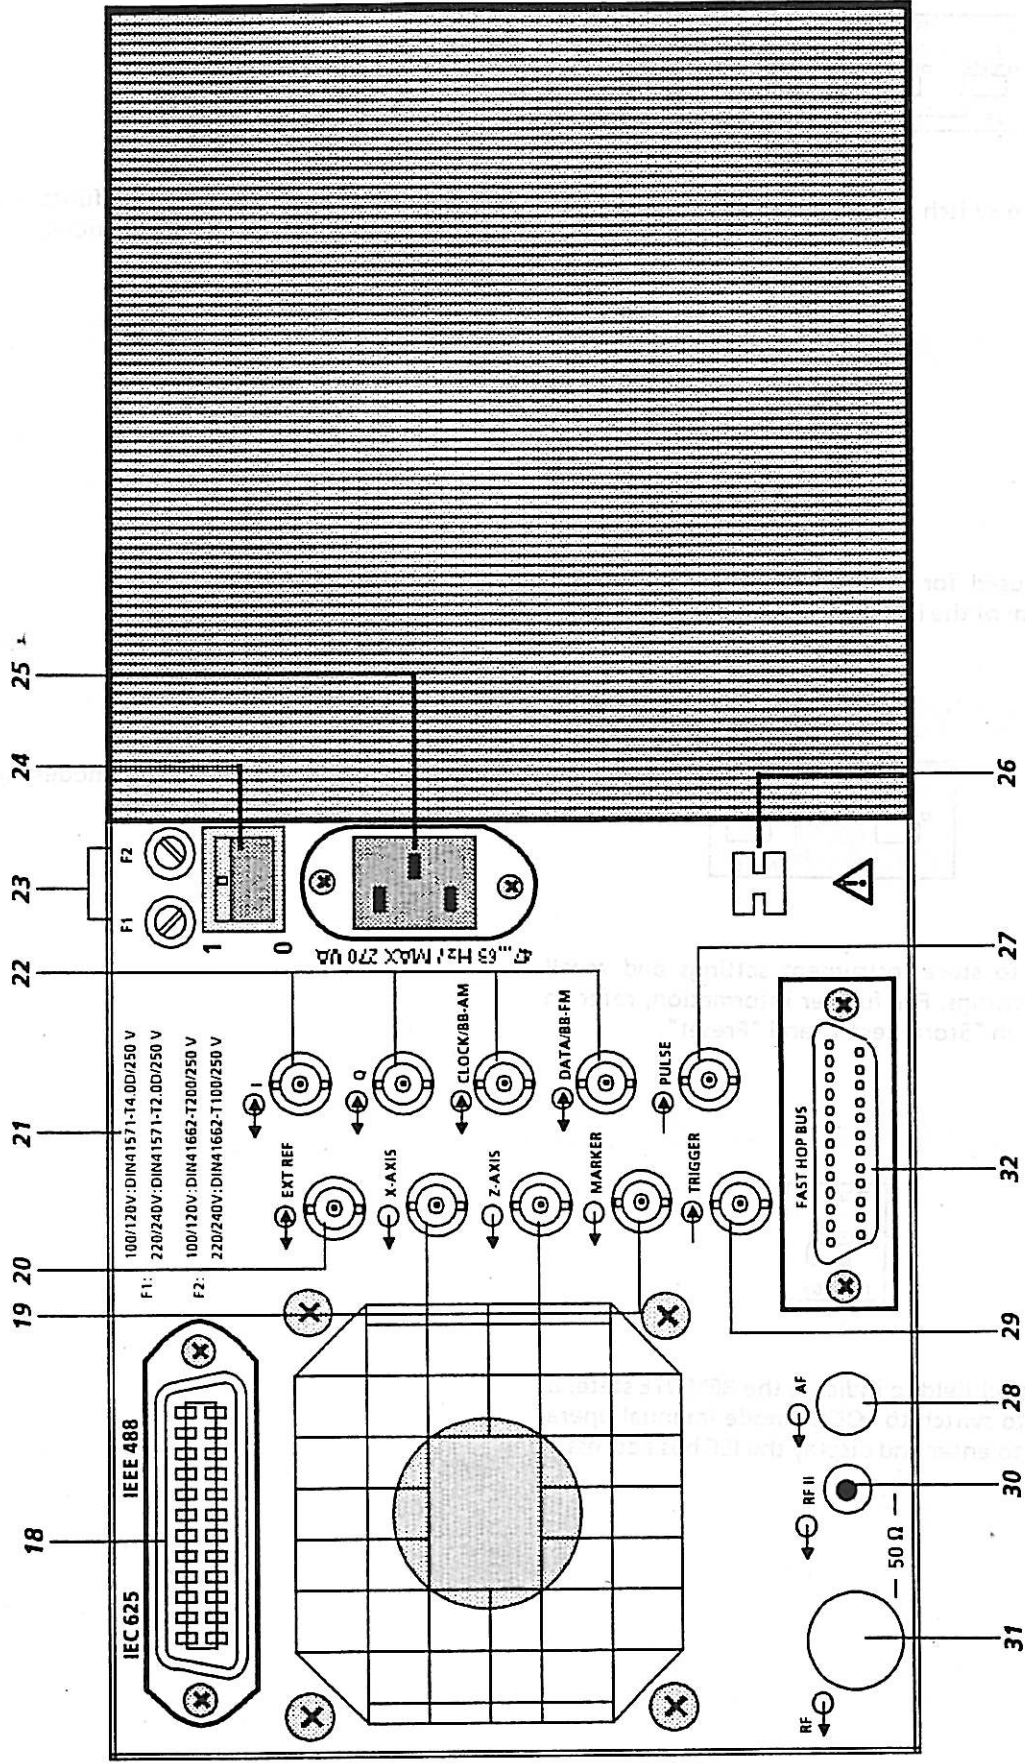 18
19
20
21
22
23
24
25
IEC 625
IEEE 488
F1: 100/120V: DIN41571-T4.0D/250 V
220/240V: DIN41571-T2.0D/250 V
F2: 100/120V: DIN41662-T200/250 V
220/240V: DIN41662-T100/250 V
F1
F2
1
0
47...63 Hz / MAX 270 VA
EXT REF
I
X-AXIS
Q
Z-AXIS
CLOCK/BB-AM
MARKER
DATA/BB-FM
TRIGGER
PULSE
FAST HOP BUS
RF
RF II
AF
50 Ω
31
30
28
29
32
27
26